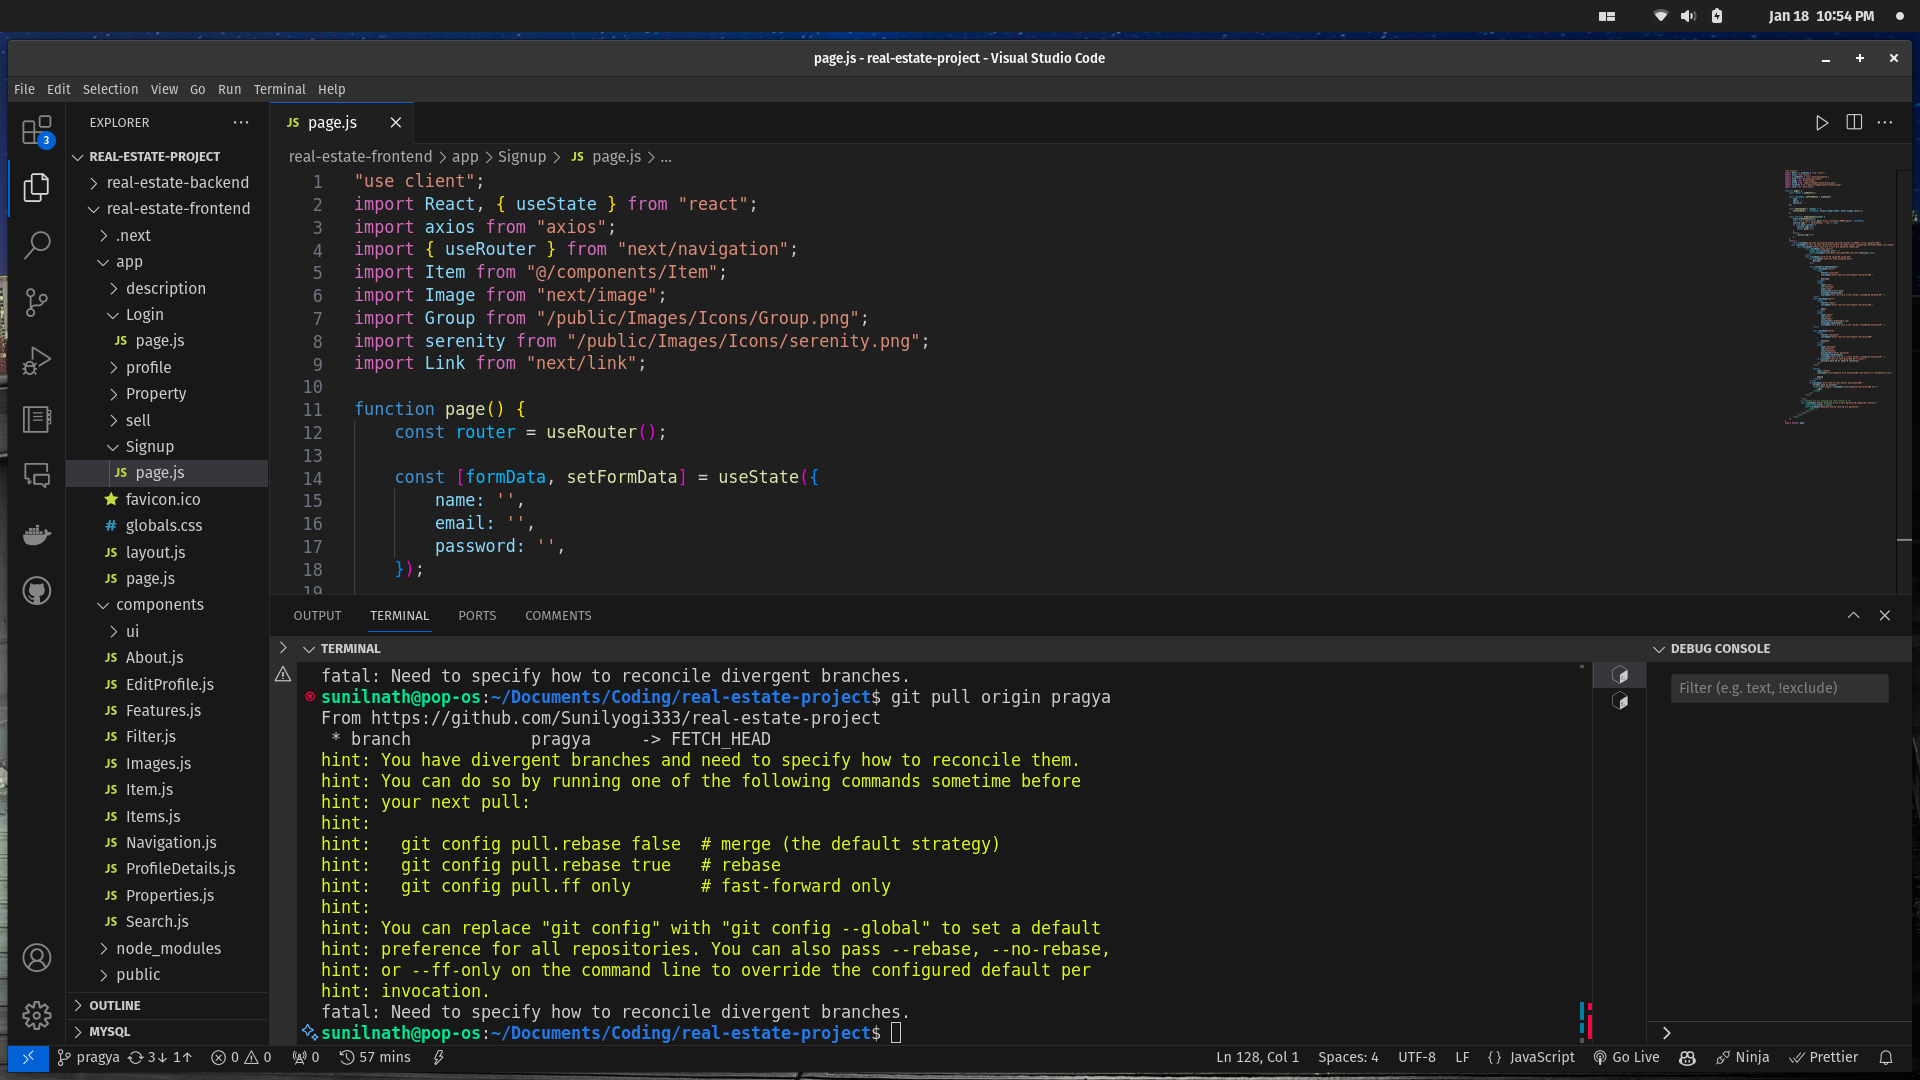 Jan 18 10:54 PM
page.js - real-estate-project - Visual Studio Code
File Edit Selection View Go Run Terminal Help
3
EXPLORER
REAL-ESTATE-PROJECT
real-estate-backend
real-estate-frontend
.next
app
description
Login
JS page.js
profile
Property
sell
Signup
JS page.js
favicon.ico
# globals.css
JS layout.js
JS page.js
components
ui
JS About.js
JS EditProfile.js
JS Features.js
JS Filter.js
JS Images.js
JS Item.js
JS Items.js
JS Navigation.js
JS ProfileDetails.js
JS Properties.js
JS Search.js
node_modules
public
OUTLINE
MYSQL
JS page.js
real-estate-frontend > app > Signup > JS page.js > ...
1 "use client";
2 import React, { useState } from "react";
3 import axios from "axios";
4 import { useRouter } from "next/navigation";
5 import Item from "@/components/Item";
6 import Image from "next/image";
7 import Group from "/public/Images/Icons/Group.png";
8 import serenity from "/public/Images/Icons/serenity.png";
9 import Link from "next/link";
10
11 function page() {
12 const router = useRouter();
13
14 const [formData, setFormData] = useState({
15 name: '',
16 email: '',
17 password: '',
18 });
19
OUTPUT TERMINAL PORTS COMMENTS
TERMINAL
fatal: Need to specify how to reconcile divergent branches.
sunilnath@pop-os:~/Documents/Coding/real-estate-project$ git pull origin pragya
From https://github.com/Sunilyogi333/real-estate-project
* branch pragya -> FETCH_HEAD
hint: You have divergent branches and need to specify how to reconcile them.
hint: You can do so by running one of the following commands sometime before
hint: your next pull:
hint:
hint: git config pull.rebase false # merge (the default strategy)
hint: git config pull.rebase true # rebase
hint: git config pull.ff only # fast-forward only
hint:
hint: You can replace "git config" with "git config --global" to set a default
hint: preference for all repositories. You can also pass --rebase, --no-rebase,
hint: or --ff-only on the command line to override the configured default per
hint: invocation.
fatal: Need to specify how to reconcile divergent branches.
sunilnath@pop-os:~/Documents/Coding/real-estate-project$
DEBUG CONSOLE
Filter (e.g. text, !exclude)
pragya 3↓ 1↑ 0 0 0 57 mins
Ln 128, Col 1 Spaces: 4 UTF-8 LF {} JavaScript Go Live Ninja Prettier